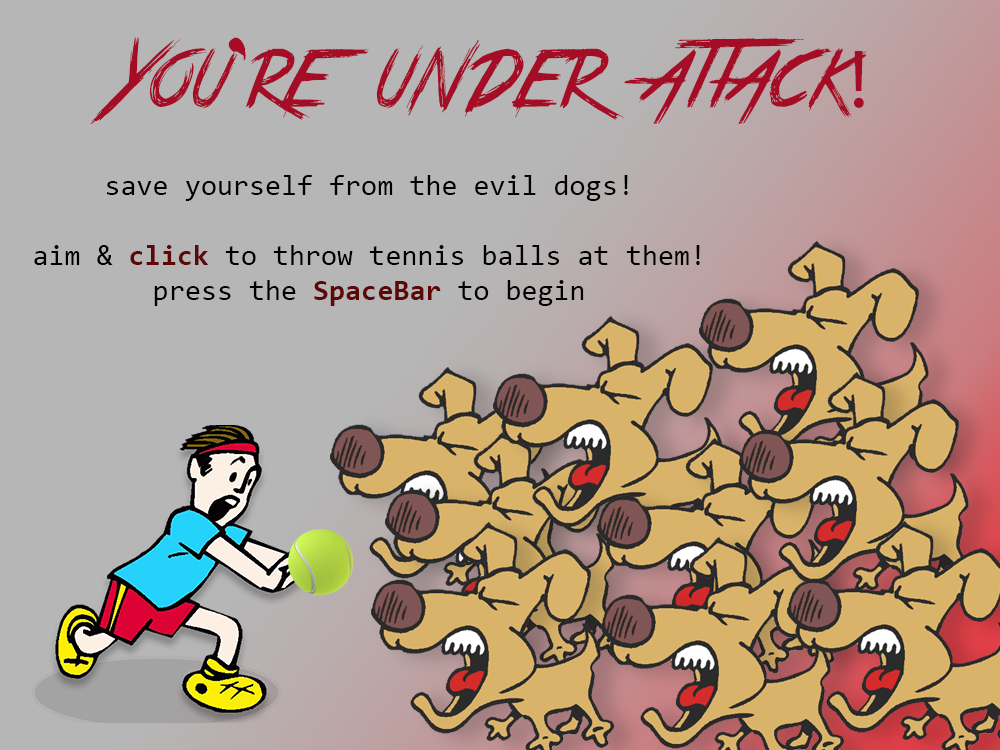 YOU'RE UNDER ATTACK!
save yourself from the evil dogs!
aim & click to throw tennis balls at them!
press the SpaceBar to begin